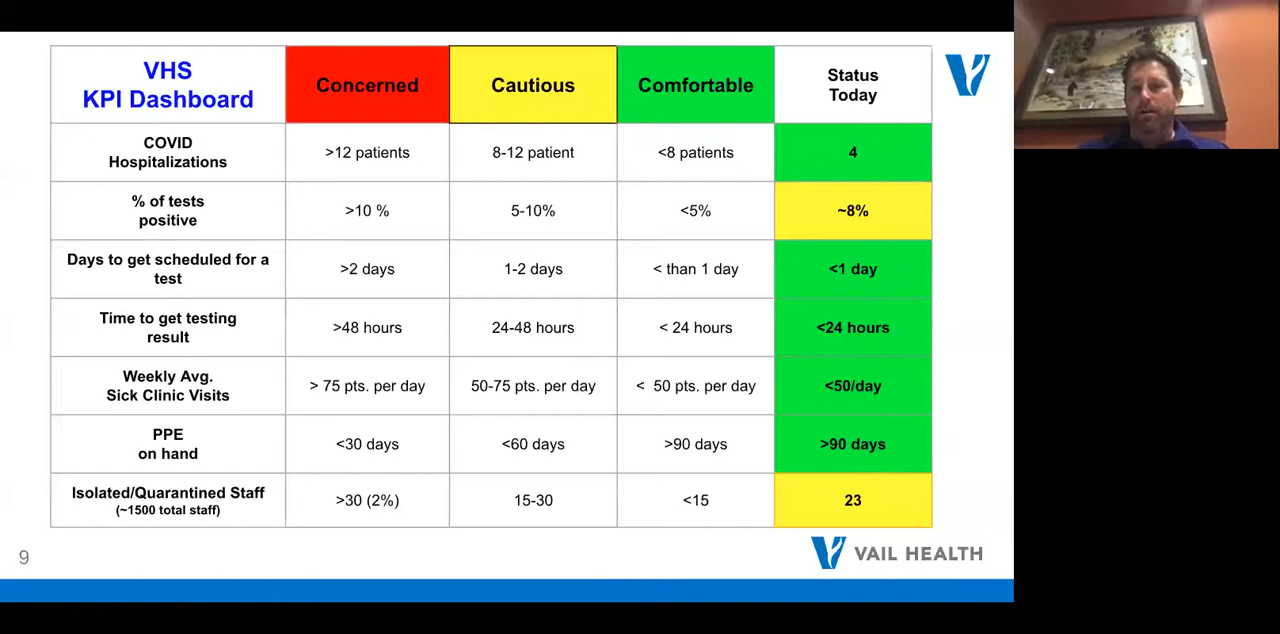 VHS
KPI Dashboard
Concerned
Cautious
Comfortable
Status
Today
COVID
Hospitalizations
>12 patients
8-12 patient
<8 patients
4
% of tests
positive
>10 %
5-10%
<5%
~8%
Days to get scheduled for a
test
>2 days
1-2 days
< than 1 day
<1 day
Time to get testing
result
>48 hours
24-48 hours
< 24 hours
<24 hours
Weekly Avg.
Sick Clinic Visits
> 75 pts. per day
50-75 pts. per day
< 50 pts. per day
<50/day
PPE
on hand
<30 days
<60 days
>90 days
>90 days
Isolated/Quarantined Staff
(~1500 total staff)
>30 (2%)
15-30
<15
23
9
VAIL HEALTH